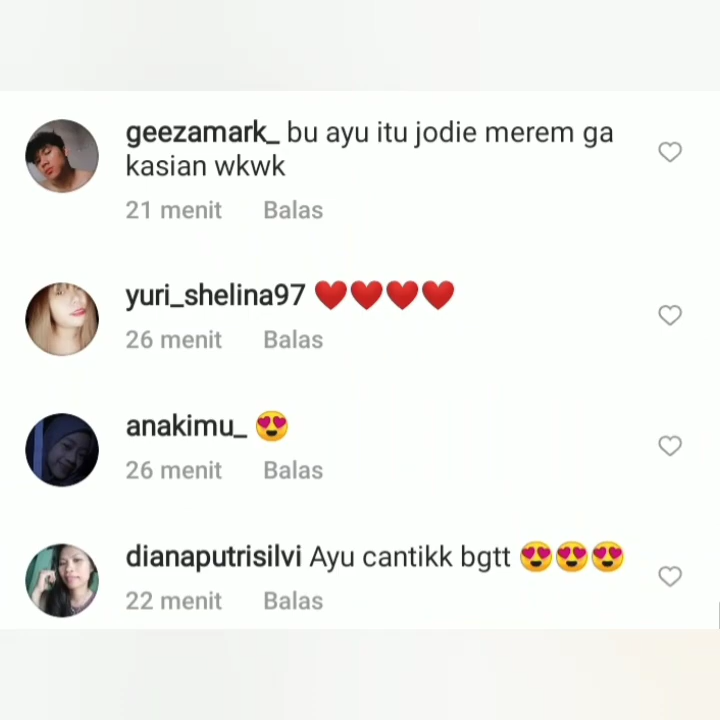 geezamark_ bu ayu itu jodie merem ga
kasian wkwk
21 menit Balas
yuri_shelina97 ❤️❤️❤️❤️
26 menit Balas
anakimu_ 😍
26 menit Balas
dianaputrisilvi Ayu cantikk bgtt 😍😍😍
22 menit Balas